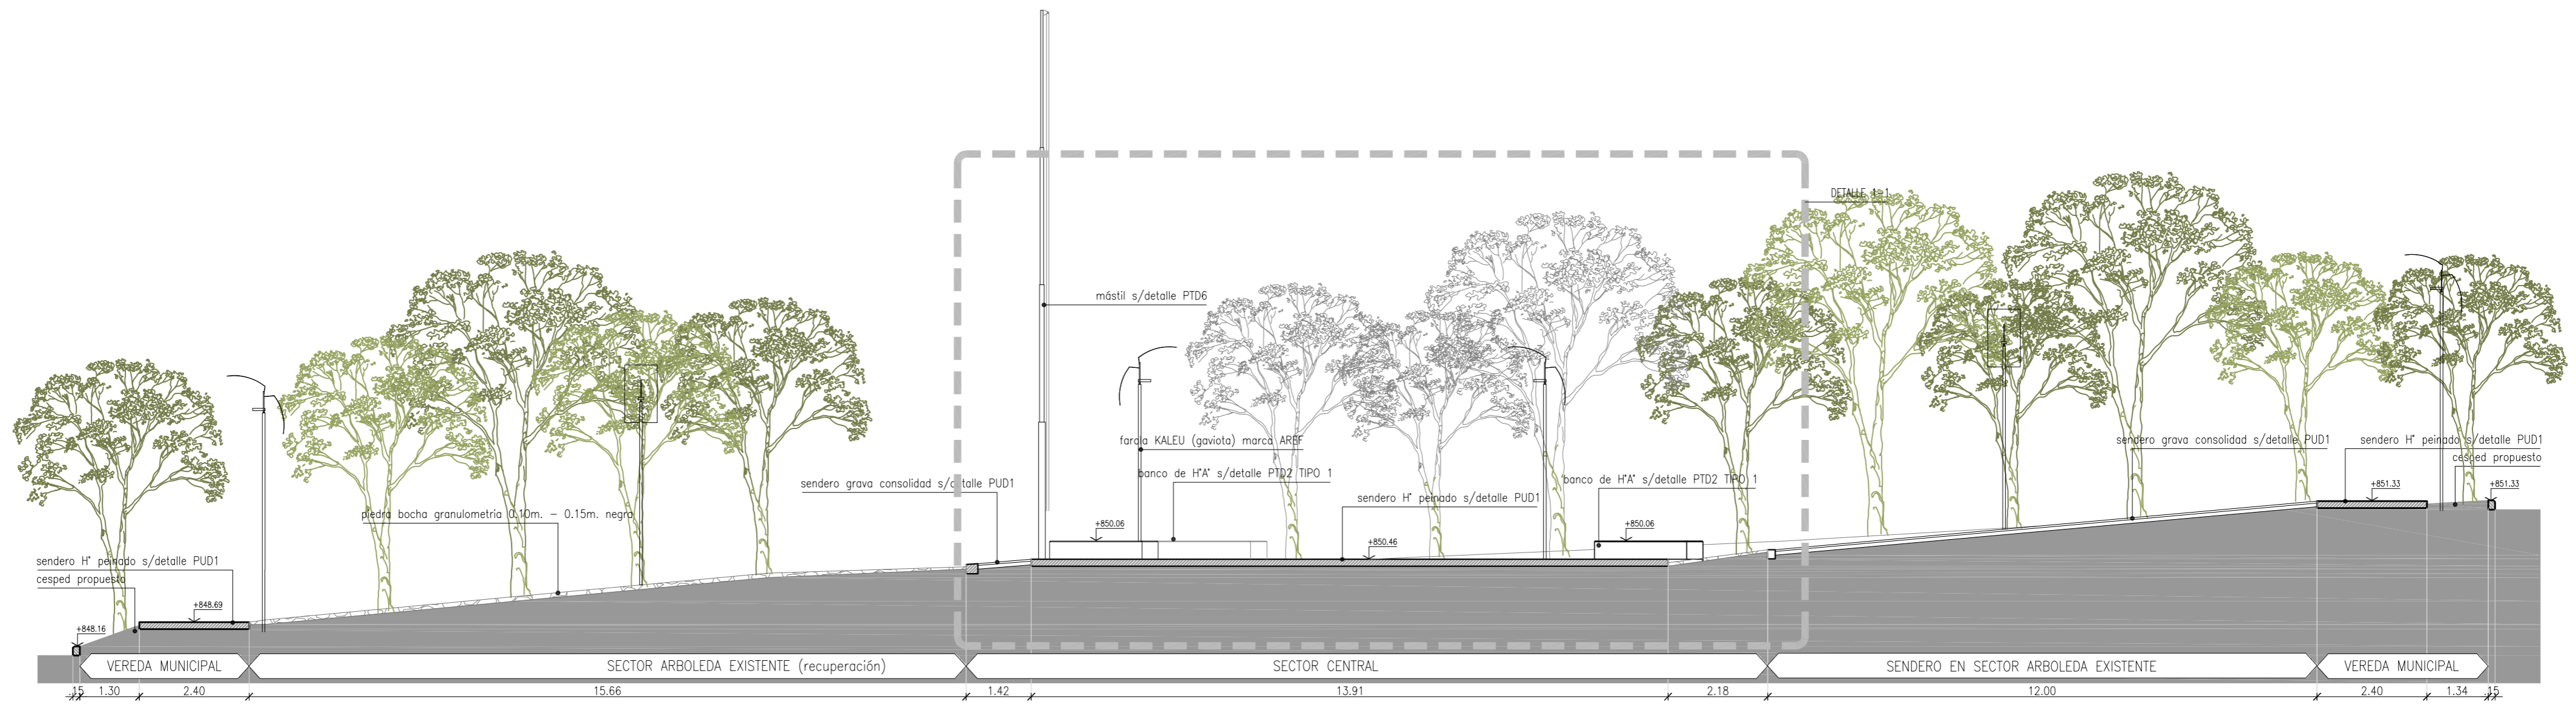 DETALLE 1-1
mástil s/detalle PTD6
farola KALEU (gaviota) marca AREF
sendero grava consolidad s/detalle PUD1
sendero H° peinado s/detalle PUD1
cesped propuesto
banco de H°A° s/detalle PTD2 TIPO 1
banco de H°A° s/detalle PTD2 TIPO 1
sendero grava consolidad s/detalle PUD1
+851.33
+851.33
sendero H° peinado s/detalle PUD1
piedra bocha granulometria 0.10m. - 0.15m. negra
+850.06
+850.06
+850.46
sendero H° peinado s/detalle PUD1
cesped propuesto
+848.69
+848.16
VEREDA MUNICIPAL
SECTOR ARBOLEDA EXISTENTE (recuperación)
SECTOR CENTRAL
SENDERO EN SECTOR ARBOLEDA EXISTENTE
VEREDA MUNICIPAL
.15 1.30 2.40 15.66 1.42 13.91 2.18 12.00 2.40 1.34 .15